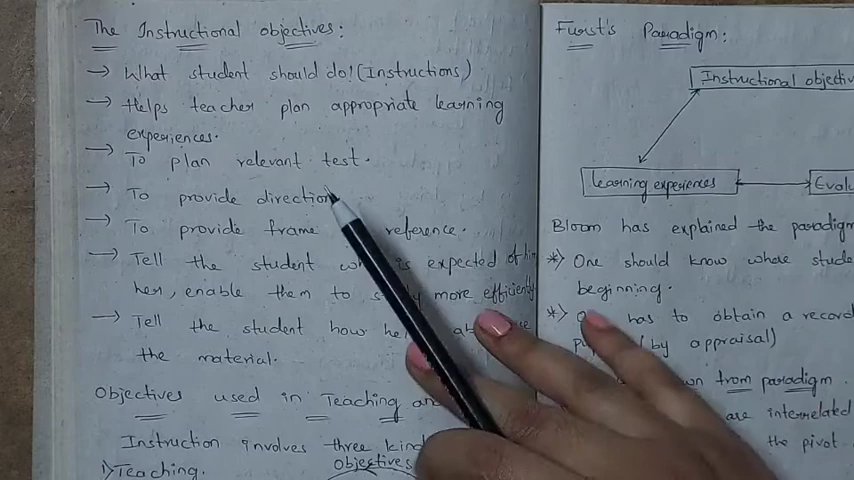 The Instructional objectives:
→ What student should do! (Instructions)
→ Helps teacher plan appropriate learning
experiences.
→ To plan relevant test.
→ To provide direction
→ To provide frame reference.
→ Tell the student is expected of
her, enable them to study more efficiently
→ Tell the student how he
the material.
Objectives used in Teaching
Instruction involves three
objectives
1) Teaching.
Furst's Paradigm:
Instructional
learning experiences
Bloom has explained the paradigm
*) One should know where
beginning.
*) has to obtain a record
by appraisal)
from paradigm.
are interrelated
the pivot